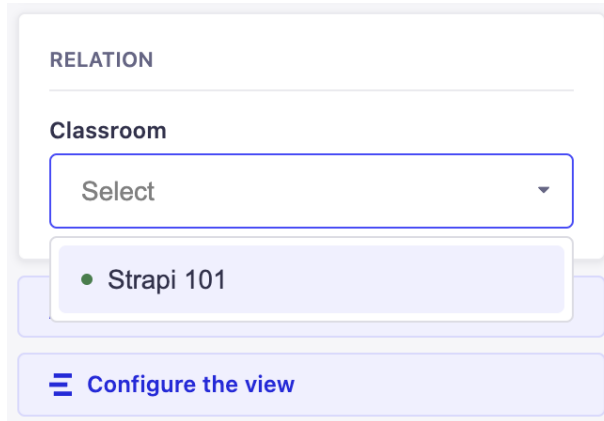 RELATION
Classroom
Select
Strapi 101
Configure the view